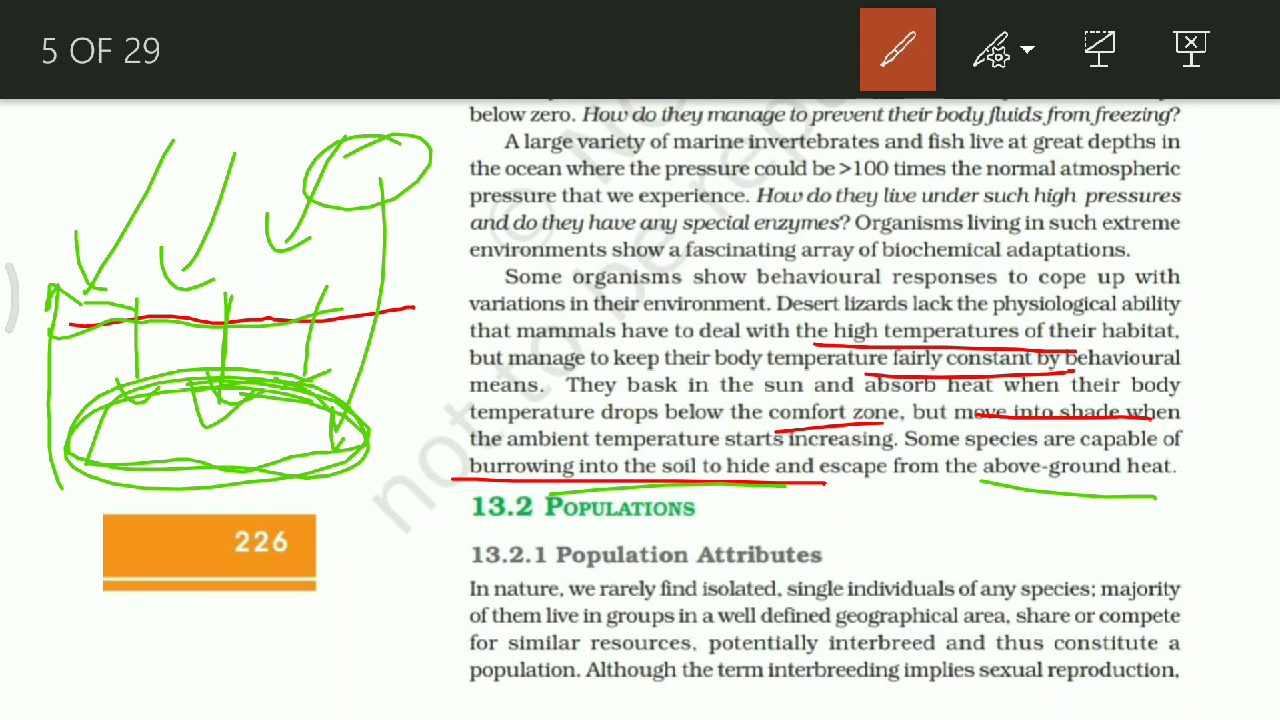 5 OF 29
below zero. How do they manage to prevent their body fluids from freezing?
A large variety of marine invertebrates and fish live at great depths in
the ocean where the pressure could be >100 times the normal atmospheric
pressure that we experience. How do they live under such high pressures
and do they have any special enzymes? Organisms living in such extreme
environments show a fascinating array of biochemical adaptations.
Some organisms show behavioural responses to cope up with
variations in their environment. Desert lizards lack the physiological ability
that mammals have to deal with the high temperatures of their habitat,
but manage to keep their body temperature fairly constant by behavioural
means. They bask in the sun and absorb heat when their body
temperature drops below the comfort zone, but move into shade when
the ambient temperature starts increasing. Some species are capable of
burrowing into the soil to hide and escape from the above-ground heat.
13.2 POPULATIONS
226
13.2.1 Population Attributes
In nature, we rarely find isolated, single individuals of any species; majority
of them live in groups in a well defined geographical area, share or compete
for similar resources, potentially interbreed and thus constitute a
population. Although the term interbreeding implies sexual reproduction,